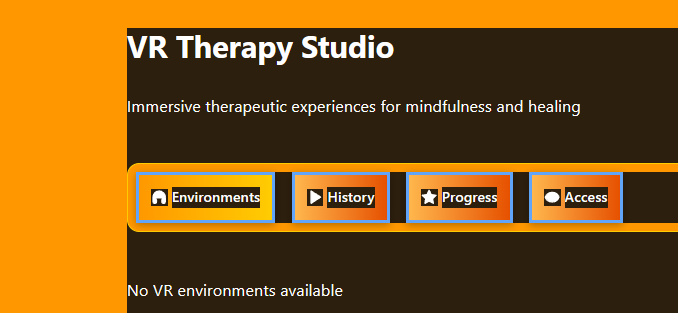 VR Therapy Studio
Immersive therapeutic experiences for mindfulness and healing
Environments History Progress Access
No VR environments available